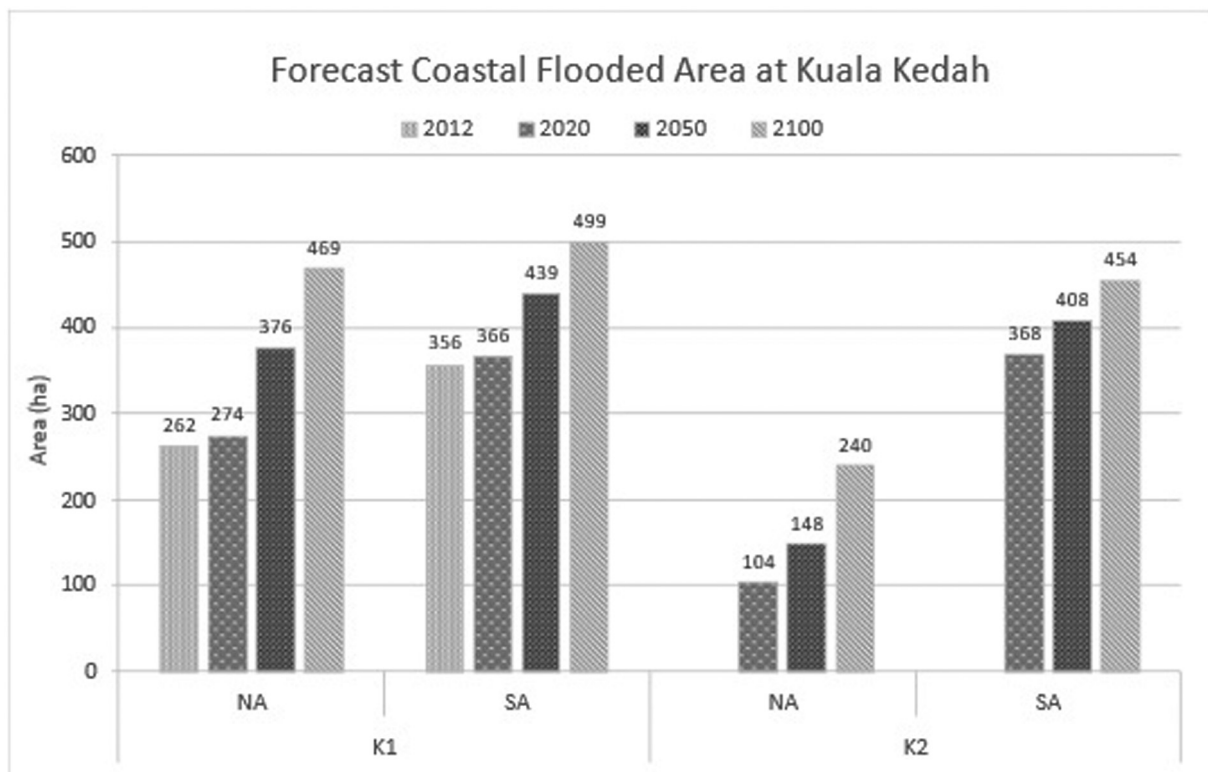 Forecast Coastal Flooded Area at Kuala Kedah
2012 2020 2050 2100
Area (ha)
600
500
400
300
200
100
0
262 274 376 469
356 366 439 499
104 148 240
368 408 454
NA SA NA SA
K1 K2